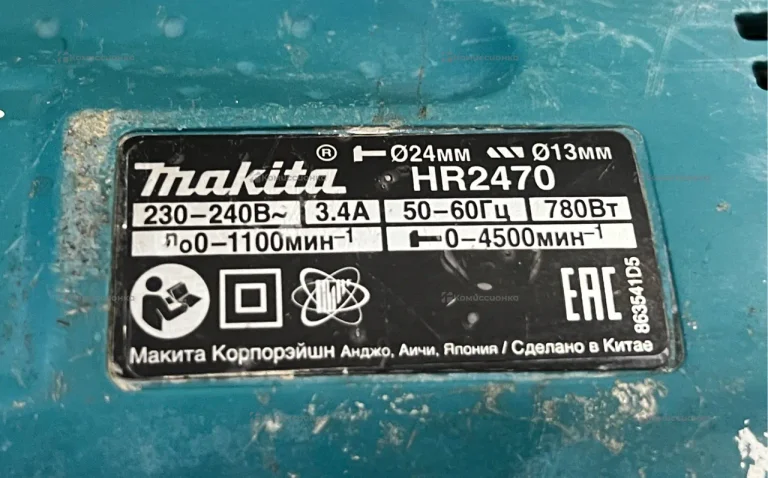 makita ® Ø24мм Ø13мм
HR2470
230–240В~ 3.4А 50–60Гц 780Вт
n₀0–1100мин⁻¹ 0–4500мин⁻¹
EAC
863541D5
Макита Корпорэйшн Анджо, Аичи, Япония / Сделано в Китае
Комиссионко